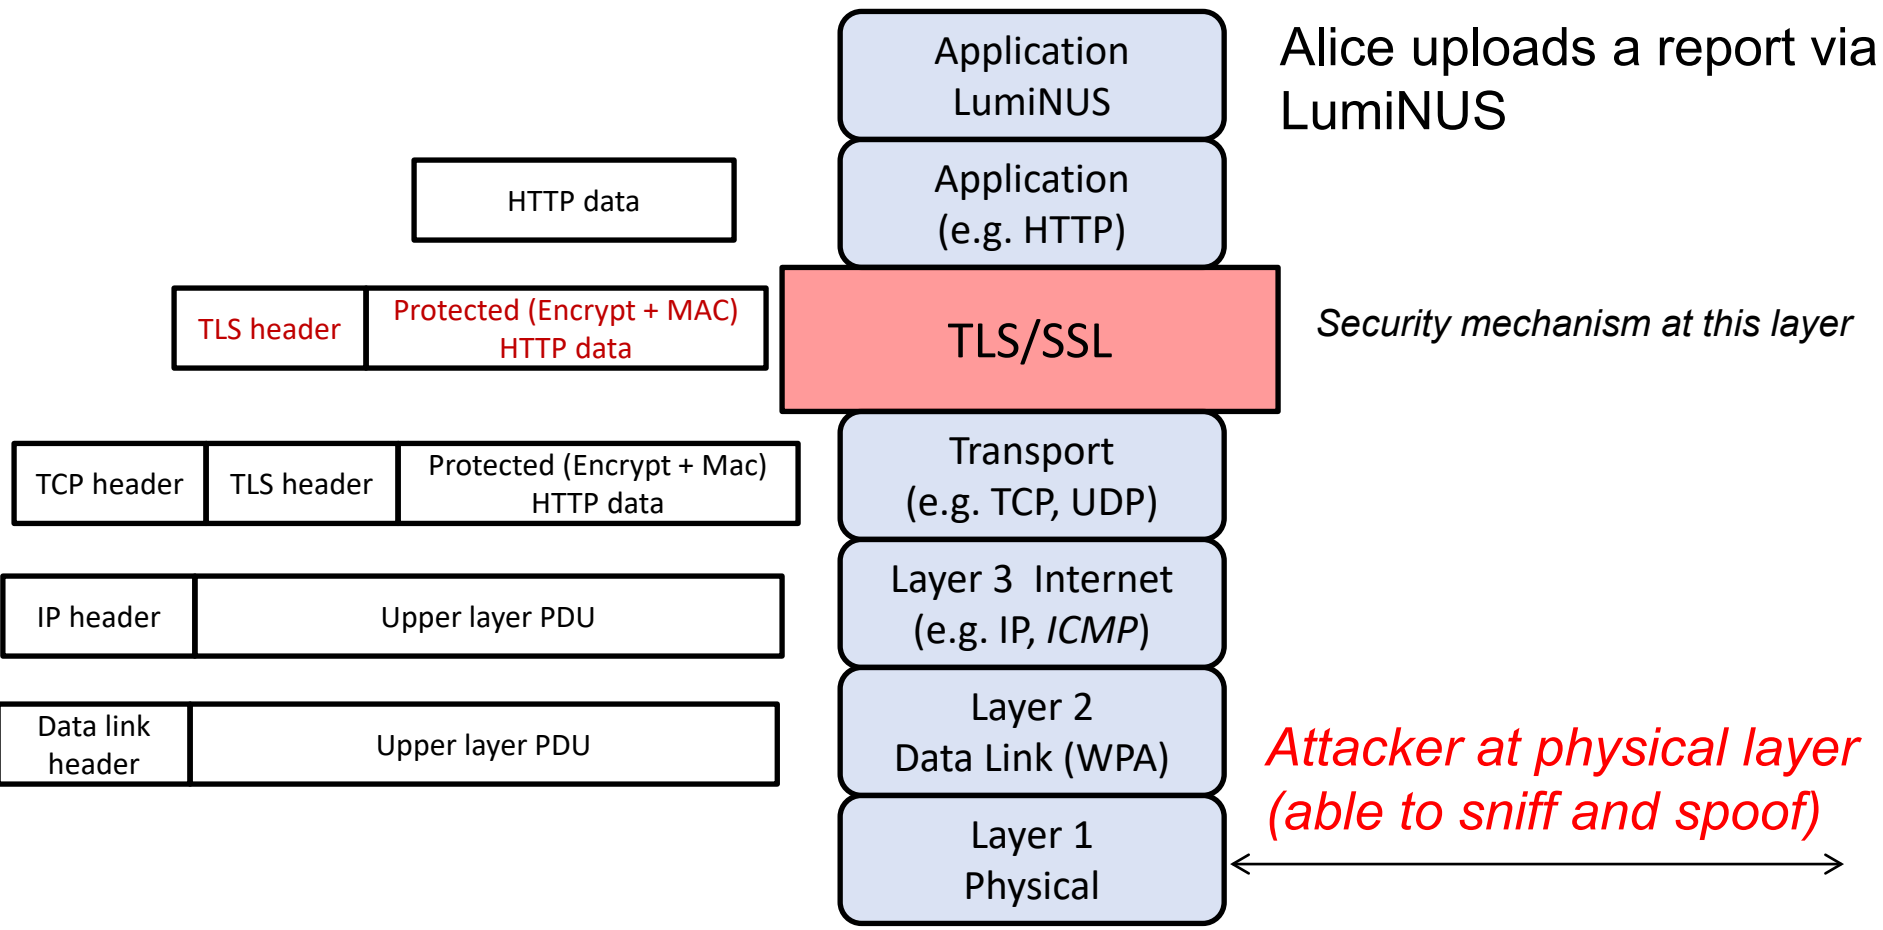 Application
LumiNUS
Alice uploads a report via
LumiNUS
HTTP data
Application
(e.g. HTTP)
TLS header
Protected (Encrypt + MAC)
HTTP data
TLS/SSL
Security mechanism at this layer
TCP header
TLS header
Protected (Encrypt + Mac)
HTTP data
Transport
(e.g. TCP, UDP)
IP header
Upper layer PDU
Layer 3 Internet
(e.g. IP, ICMP)
Data link
header
Upper layer PDU
Layer 2
Data Link (WPA)
Attacker at physical layer
(able to sniff and spoof)
Layer 1
Physical